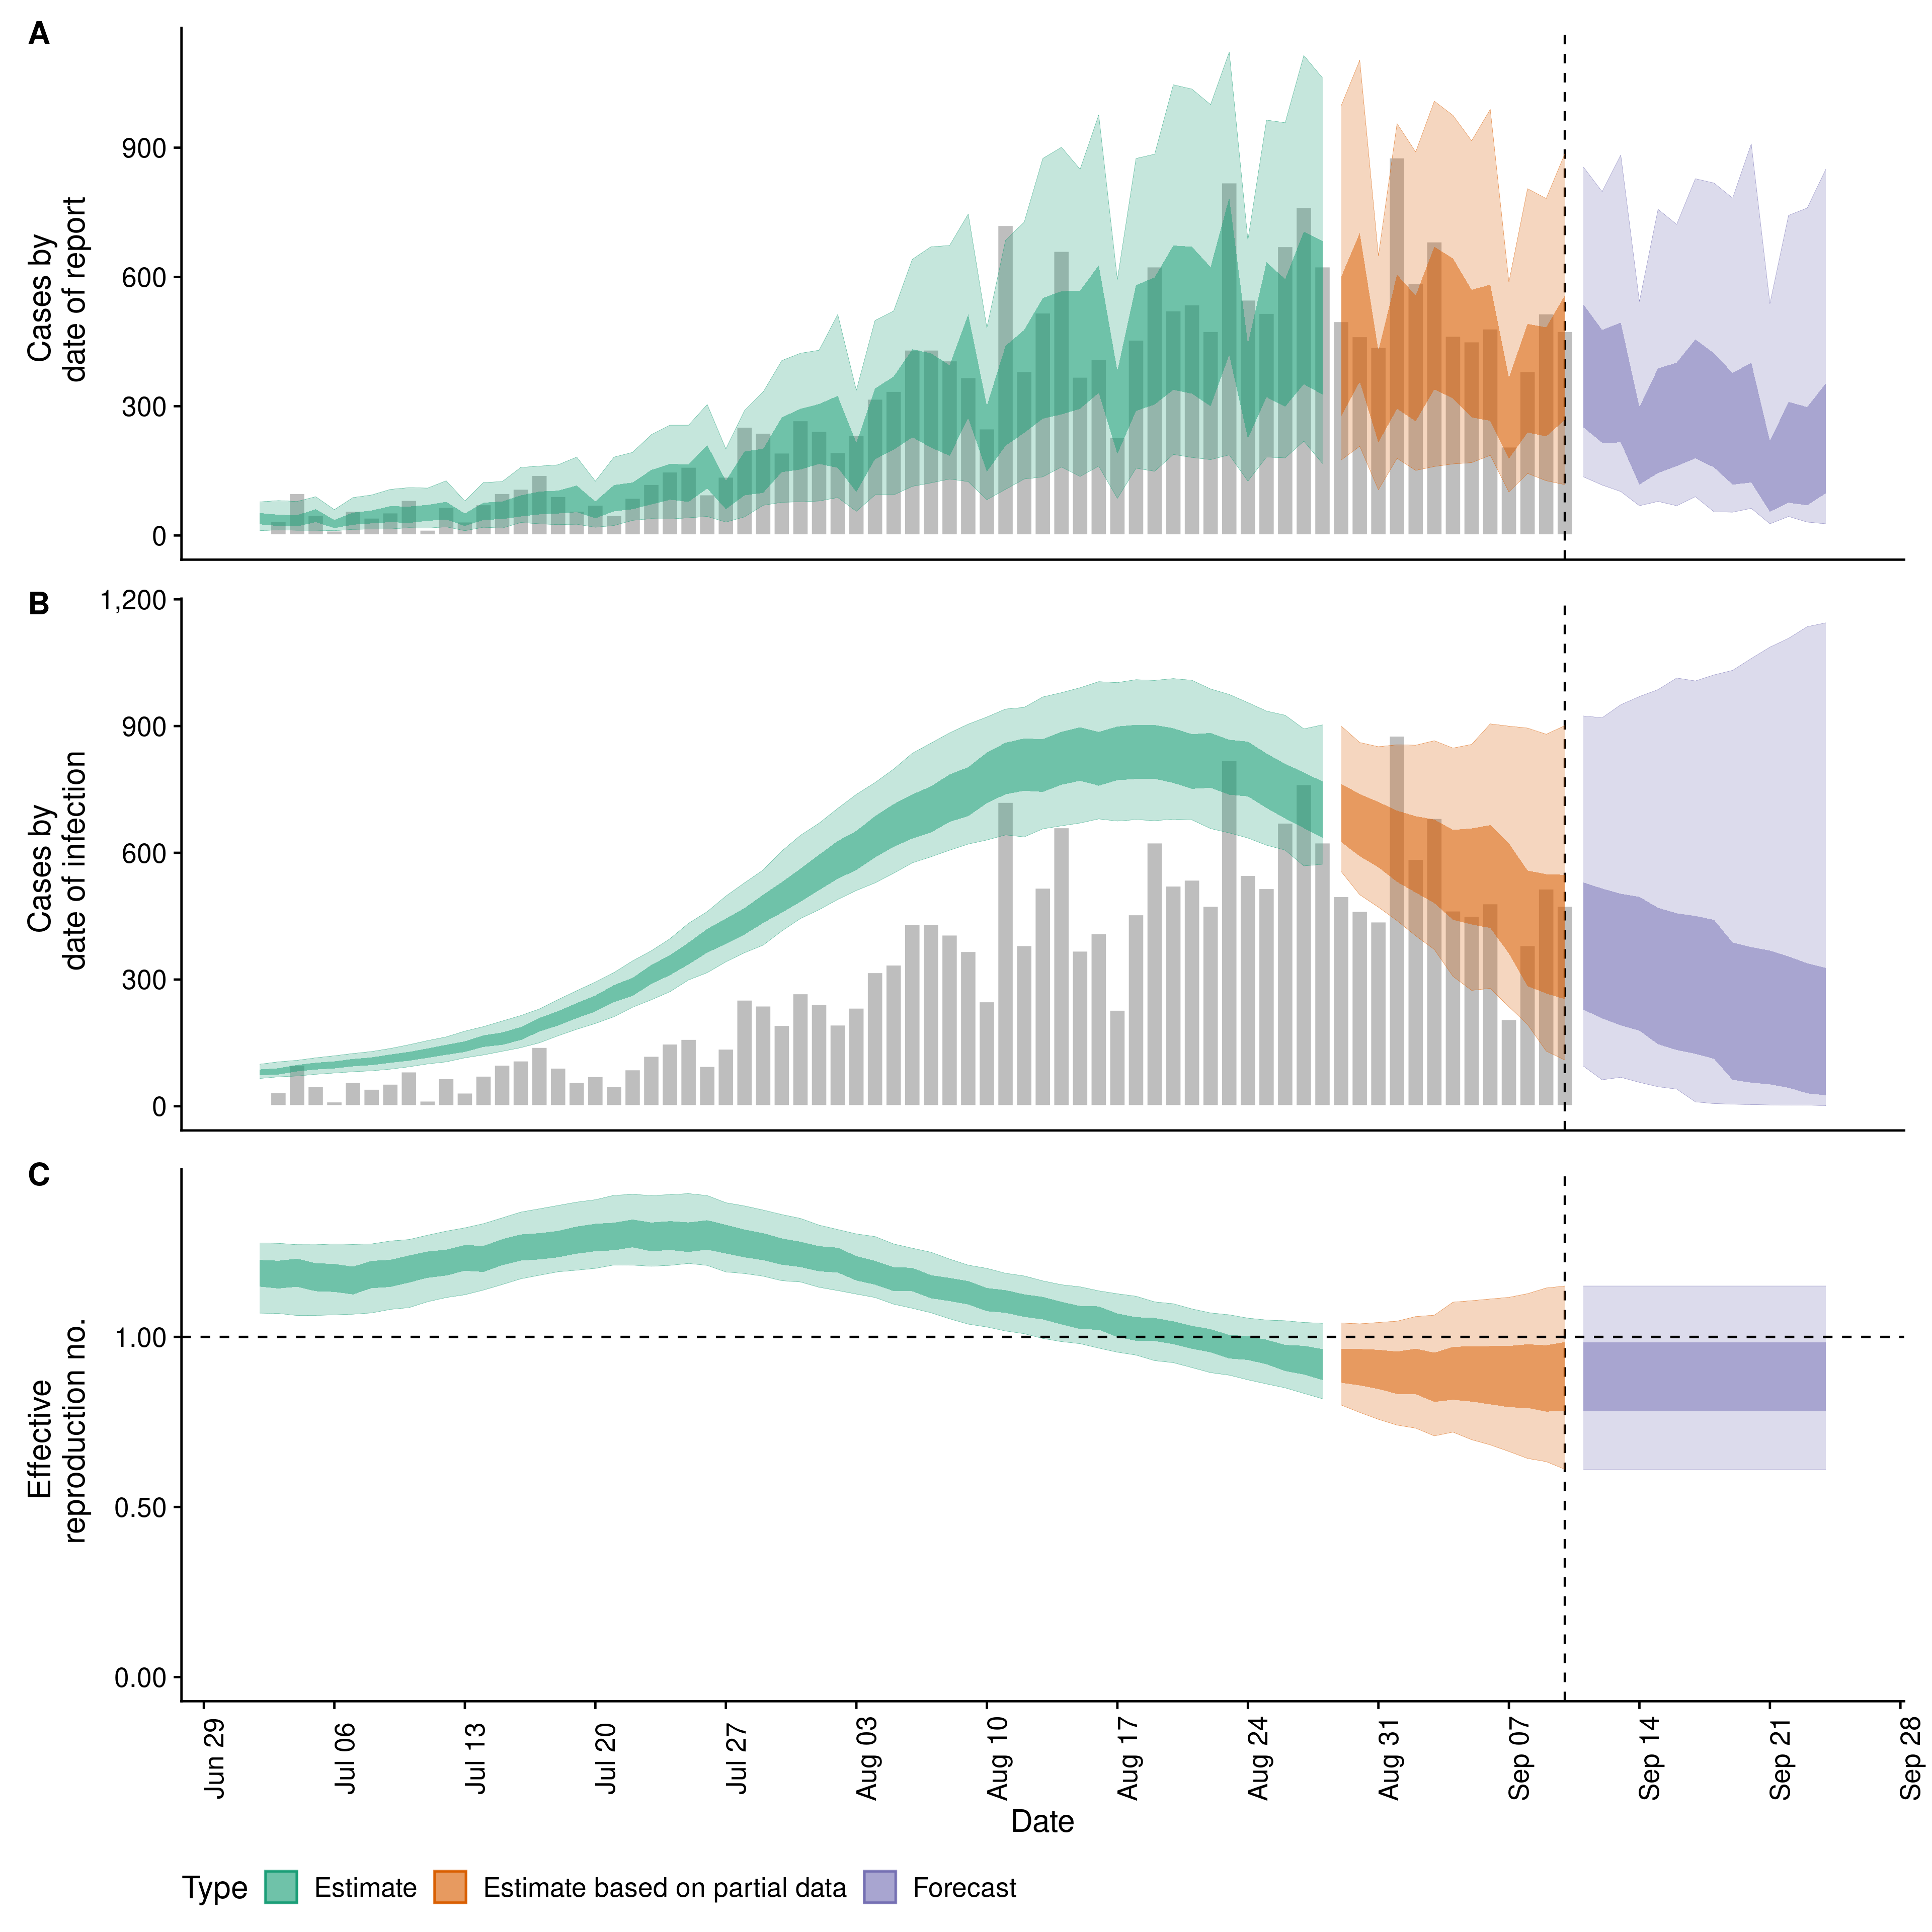 A
Cases by
date of report
900
600
300
0
B
Cases by
date of infection
1,200
900
600
300
0
C
Effective
reproduction no.
1.00
0.50
0.00
Jun 29
Jul 06
Jul 13
Jul 20
Jul 27
Aug 03
Aug 10
Aug 17
Aug 24
Aug 31
Sep 07
Sep 14
Sep 21
Sep 28
Date
Type Estimate Estimate based on partial data Forecast